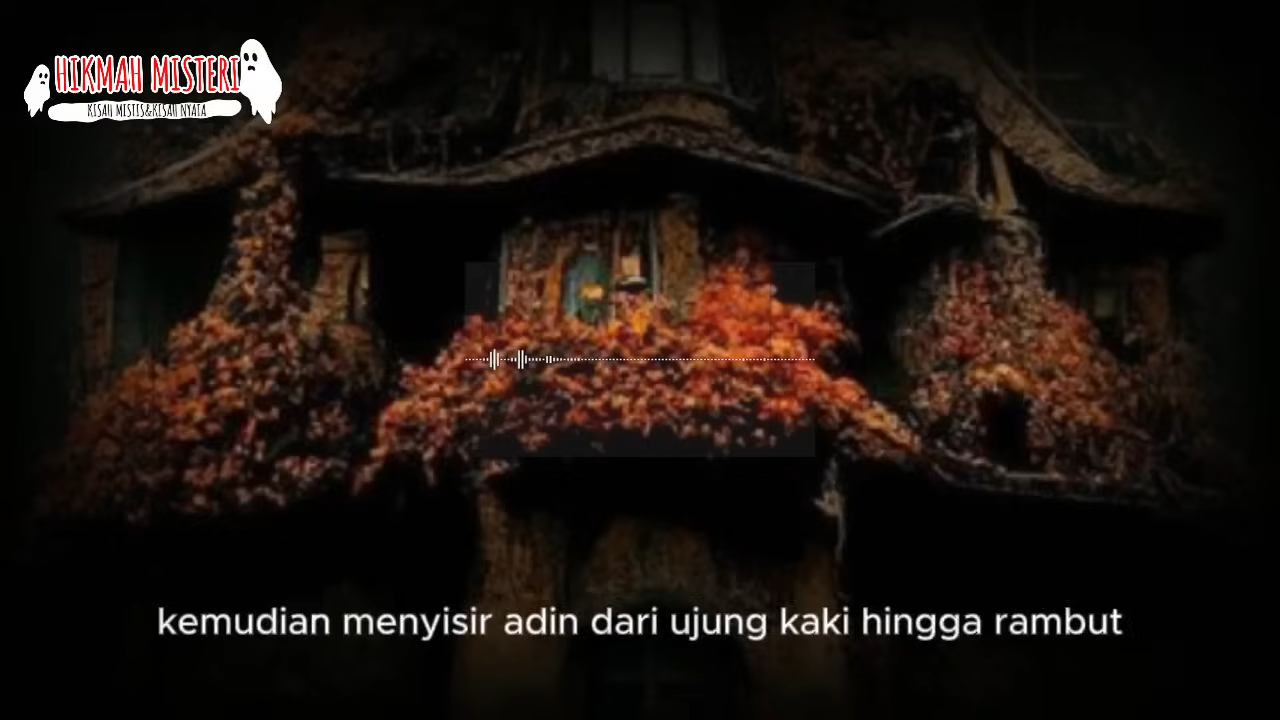 HIKMAH MISTERI
KISAH MISTIS&KISAH NYATA
kemudian menyisir adin dari ujung kaki hingga rambut